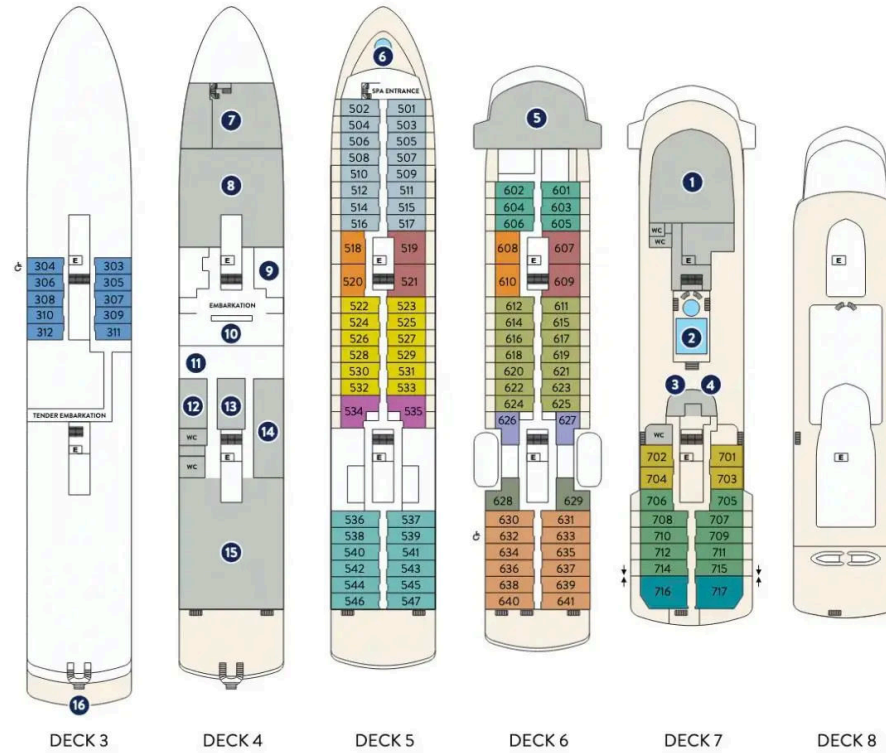 304 E 303
306 305
308 307
310 309
312 311
TENDER EMBARKATION
E
16
DECK 3
7
8
E 9
EMBARKATION
10
11
12 13 14
WC
E
WC
15
DECK 4
6
SPA ENTRANCE
502 501
504 503
506 505
508 507
510 509
512 511
514 515
516 517
518 519
E
520 521
522 523
524 525
526 527
528 529
530 531
532 533
534 535
E
536 537
538 539
540 541
542 543
544 545
546 547
DECK 5
5
602 601
604 603
606 605
608 607
E
610 609
612 611
614 615
616 617
618 619
620 621
622 623
624 625
626 627
E
628 629
630 631
632 633
634 635
636 637
638 639
640 641
DECK 6
1
WC
WC
E
2
3 4
WC
E
702 701
704 703
706 705
708 707
710 709
712 711
714 715
716 717
DECK 7
E
E
DECK 8